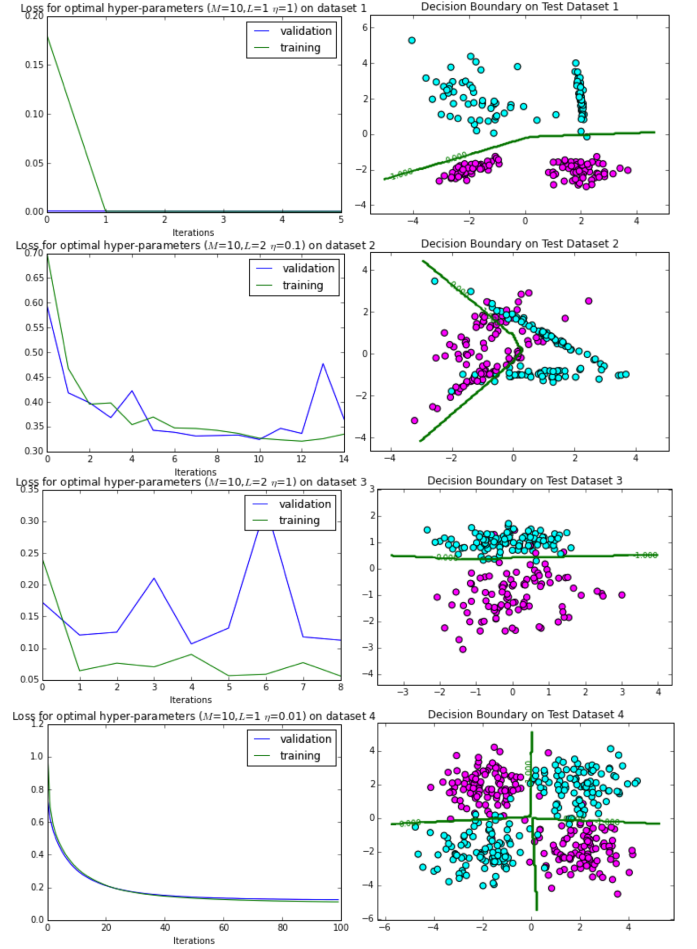 Loss for optimal hyper-parameters (M=10,L=1 η=1) on dataset 1
0.20
0.15
0.10
0.05
0.00
validation
training
0 1 2 3 4 5
Iterations
Decision Boundary on Test Dataset 1
6
4
2
0
−2
−4
0.000
-1.000
−4 −2 0 2 4
Loss for optimal hyper-parameters (M=10,L=2 η=0.1) on dataset 2
0.70
0.65
0.60
0.55
0.50
0.45
0.40
0.35
0.30
validation
training
0 2 4 6 8 10 12 14
Iterations
Decision Boundary on Test Dataset 2
4
2
0
−2
−4
−4 −2 0 2 4
Loss for optimal hyper-parameters (M=10,L=2 η=1) on dataset 3
0.35
0.30
0.25
0.20
0.15
0.10
0.05
validation
training
0 1 2 3 4 5 6 7 8
Iterations
Decision Boundary on Test Dataset 3
3
2
1
0
−1
−2
−3
−4
0.000
-1.000
−3 −2 −1 0 1 2 3 4
Loss for optimal hyper-parameters (M=10,L=1 η=0.01) on dataset 4
1.2
1.0
0.8
0.6
0.4
0.2
0.0
validation
training
0 20 40 60 80 100
Iterations
Decision Boundary on Test Dataset 4
4
2
0
−2
−4
−6
0.000
−6 −4 −2 0 2 4